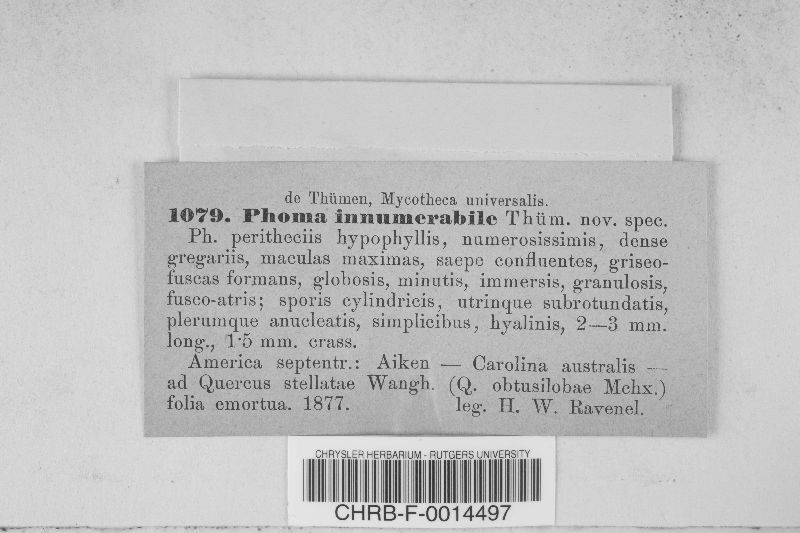 de Thümen, Mycotheca universalis.
1079. Phoma innumerabile Thüm. nov. spec.
Ph. peritheciis hypophyllis, numerosissimis, dense
gregariis, maculas maximas, saepe confluentes, griseo-
fuscas formans, globosis, minutis, immersis, granulosis,
fusco-atris; sporis cylindricis, utrinque subrotundatis,
plerumque anucleatis, simplicibus, hyalinis, 2—3 mm.
long., 1·5 mm. crass.
America septentr.: Aiken — Carolina australis —
ad Quercus stellatae Wangh. (Q. obtusilobae Mchx.)
folia emortua. 1877. leg. H. W. Ravenel.
CHRYSLER HERBARIUM - RUTGERS UNIVERSITY
CHRB-F-0014497